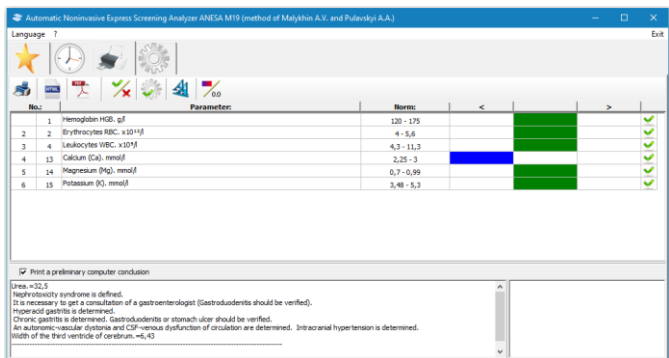 Automatic Noninvasive Express Screening Analyzer ANESA M19 (method of Malykhin A.V. and Pulavskyi A.A.)
Language ? Exit
HTML PDF 0.0
No.: Parameter: Norm: < >
1 Hemoglobin HGB. g/l 120 - 175
2 2 Erythrocytes RBC. x10¹²/l 4 - 5,6
3 4 Leukocytes WBC. x10⁹/l 4,3 - 11,3
4 13 Calcium (Ca). mmol/l 2,25 - 3
5 14 Magnesium (Mg). mmol/l 0,7 - 0,99
6 15 Potassium (K). mmol/l 3,48 - 5,3
Print a preliminary computer conclusion
Urea.=32,5
Nephrotoxicity syndrome is defined.
It is necessary to get a consultation of a gastroenterologist (Gastroduodenitis should be verified).
Hyperacid gastritis is determined.
Chronic gastritis is determined. Gastroduodenitis or stomach ulcer should be verified.
An autonomic-vascular dystonia and CSF-venous dysfunction of circulation are determined. Intracranial hypertension is determined.
Width of the third ventricle of cerebrum.=6,43